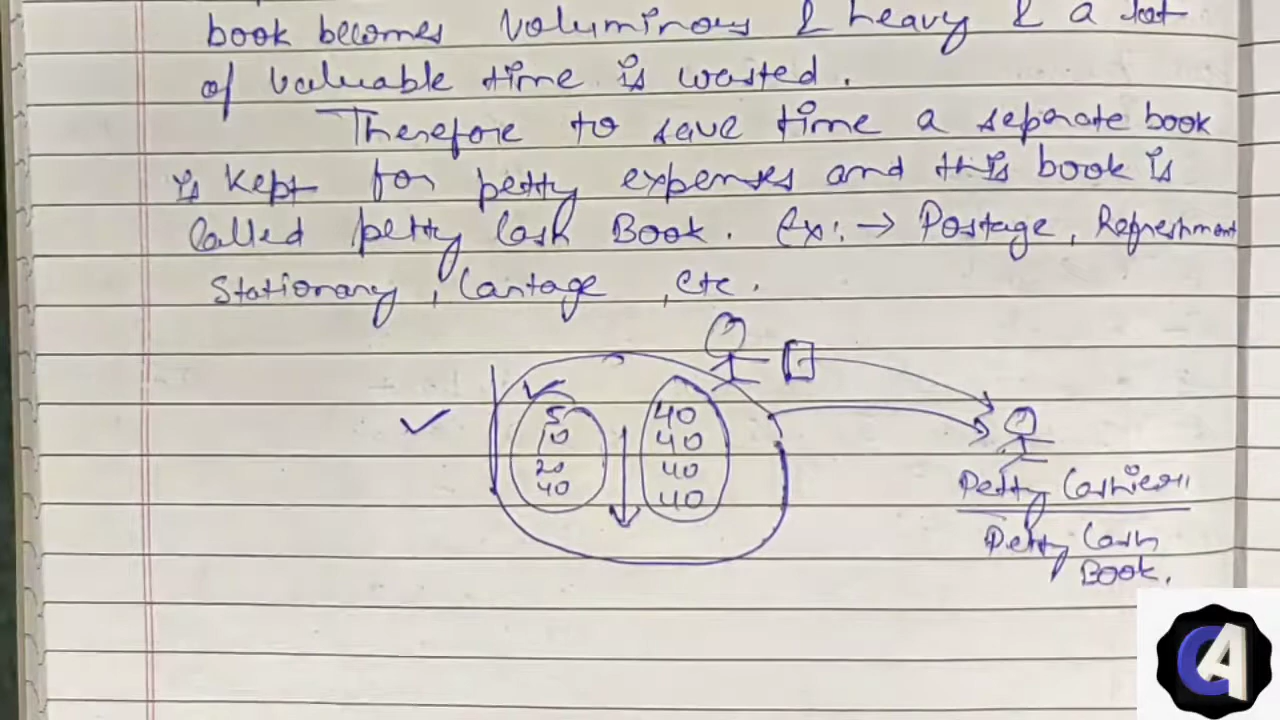 book becomes voluminous & heavy & a lot
of valuable time is wasted.
Therefore to save time a separate book
is kept for petty expenses and this book is
called petty Cash Book. Ex:→ Postage, Refreshment
Stationary, Cartage, etc.
5
10
20
40
40
40
40
40
Petty Cashier
Petty Cash
Book.
CA